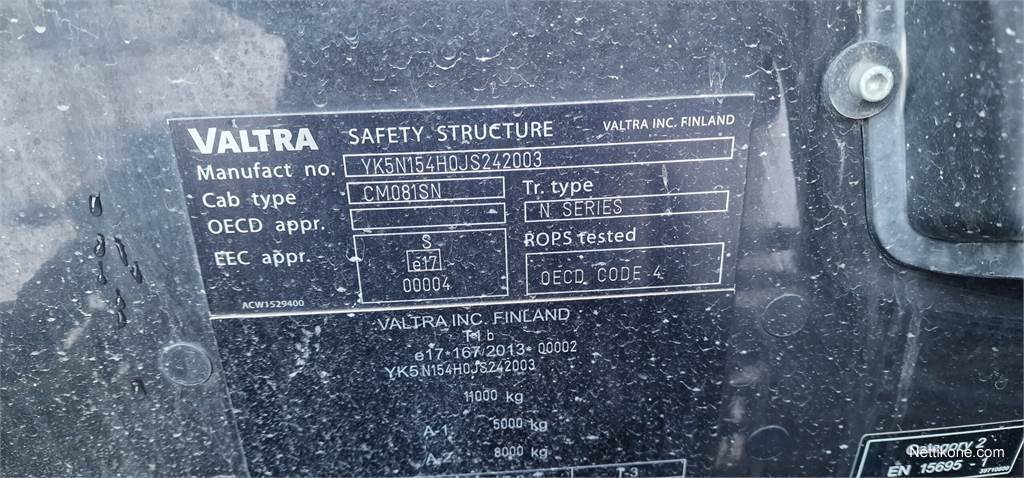 VALTRA SAFETY STRUCTURE VALTRA INC. FINLAND
Manufact no. YK5N154H0JS242003
Cab type CM081SN Tr. type
N SERIES
OECD appr.
ROPS tested
EEC appr. S
e17
00004
OECD CODE 4
ACW1529400
VALTRA INC. FINLAND
T1b
e17*167/2013*00002
YK5N154H0JS242003
11000 kg
A-1: 5000 kg
A-2: 8000 kg
T-3
Category 2
EN 15695 - 1
39710900
Nettikone.com